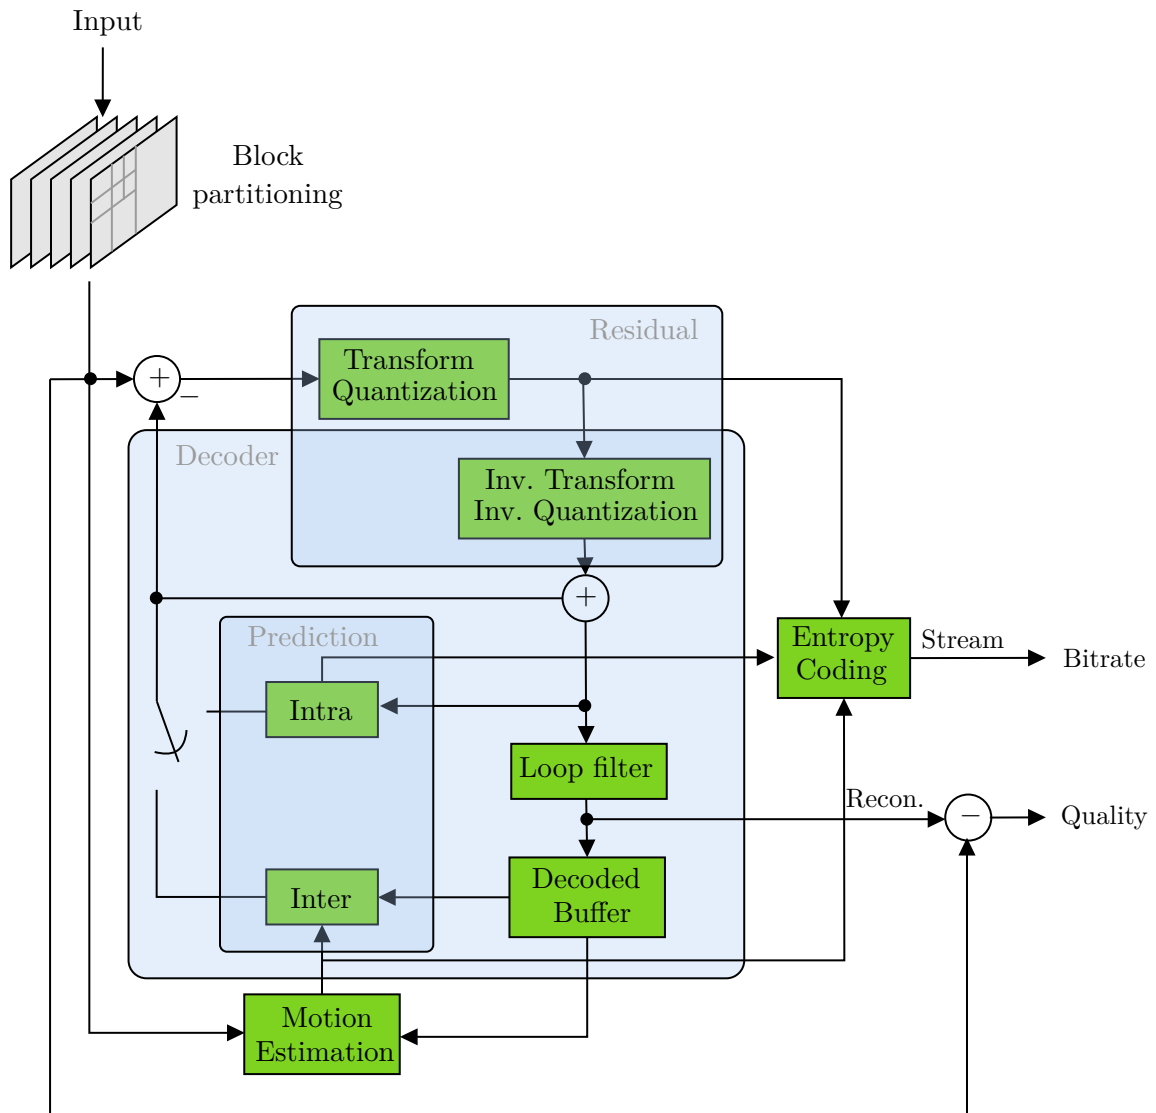 Input
Block
partitioning
Residual
Transform
Quantization
+
−
Decoder
Inv. Transform
Inv. Quantization
+
Prediction
Entropy
Coding
Stream
Bitrate
Intra
Loop filter
Recon.
−
Quality
Inter
Decoded
Buffer
Motion
Estimation